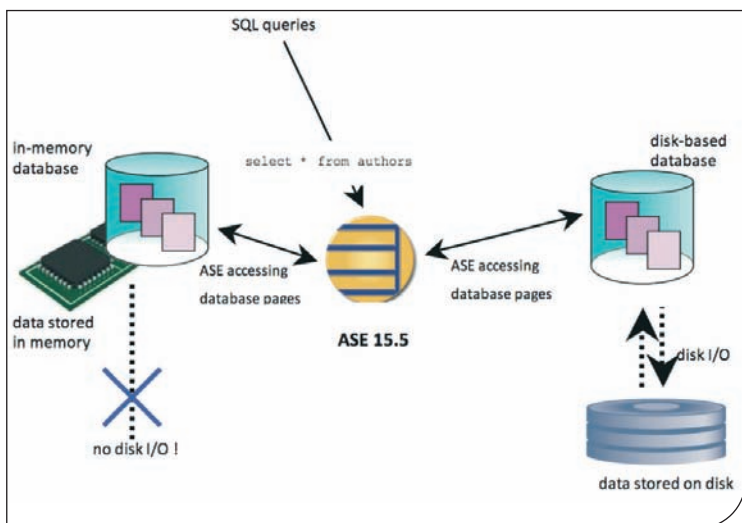 SQL queries
in-memory
database
select * from authors
disk-based
database
ASE accessing
database pages
ASE accessing
database pages
data stored
in memory
ASE 15.5
disk I/O
no disk I/O !
data stored on disk